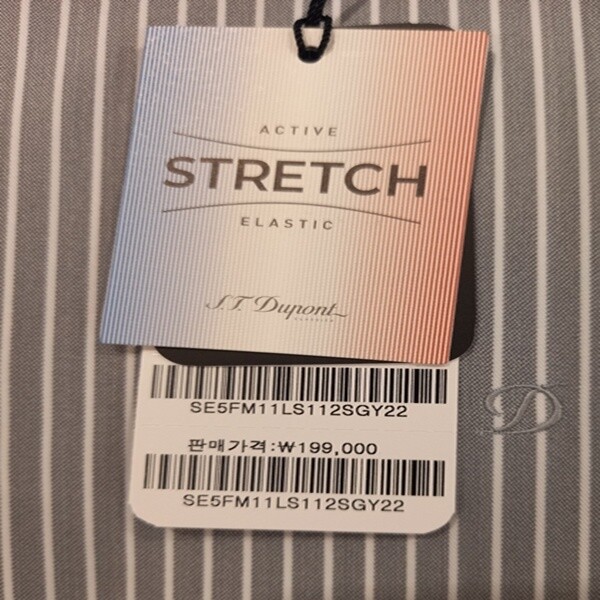 ACTIVE
STRETCH
ELASTIC
S.T. Dupont
SE5FM11LS112SGY22
판매가격:₩199,000
SE5FM11LS112SGY22
D